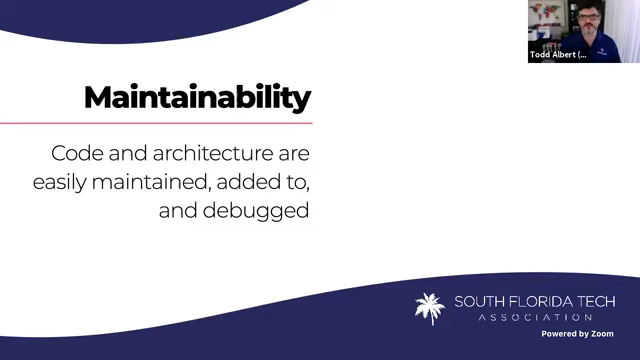 Todd Albert (...
Maintainability
Code and architecture are
easily maintained, added to,
and debugged
SOUTH FLORIDA TECH
ASSOCIATION
Powered by Zoom